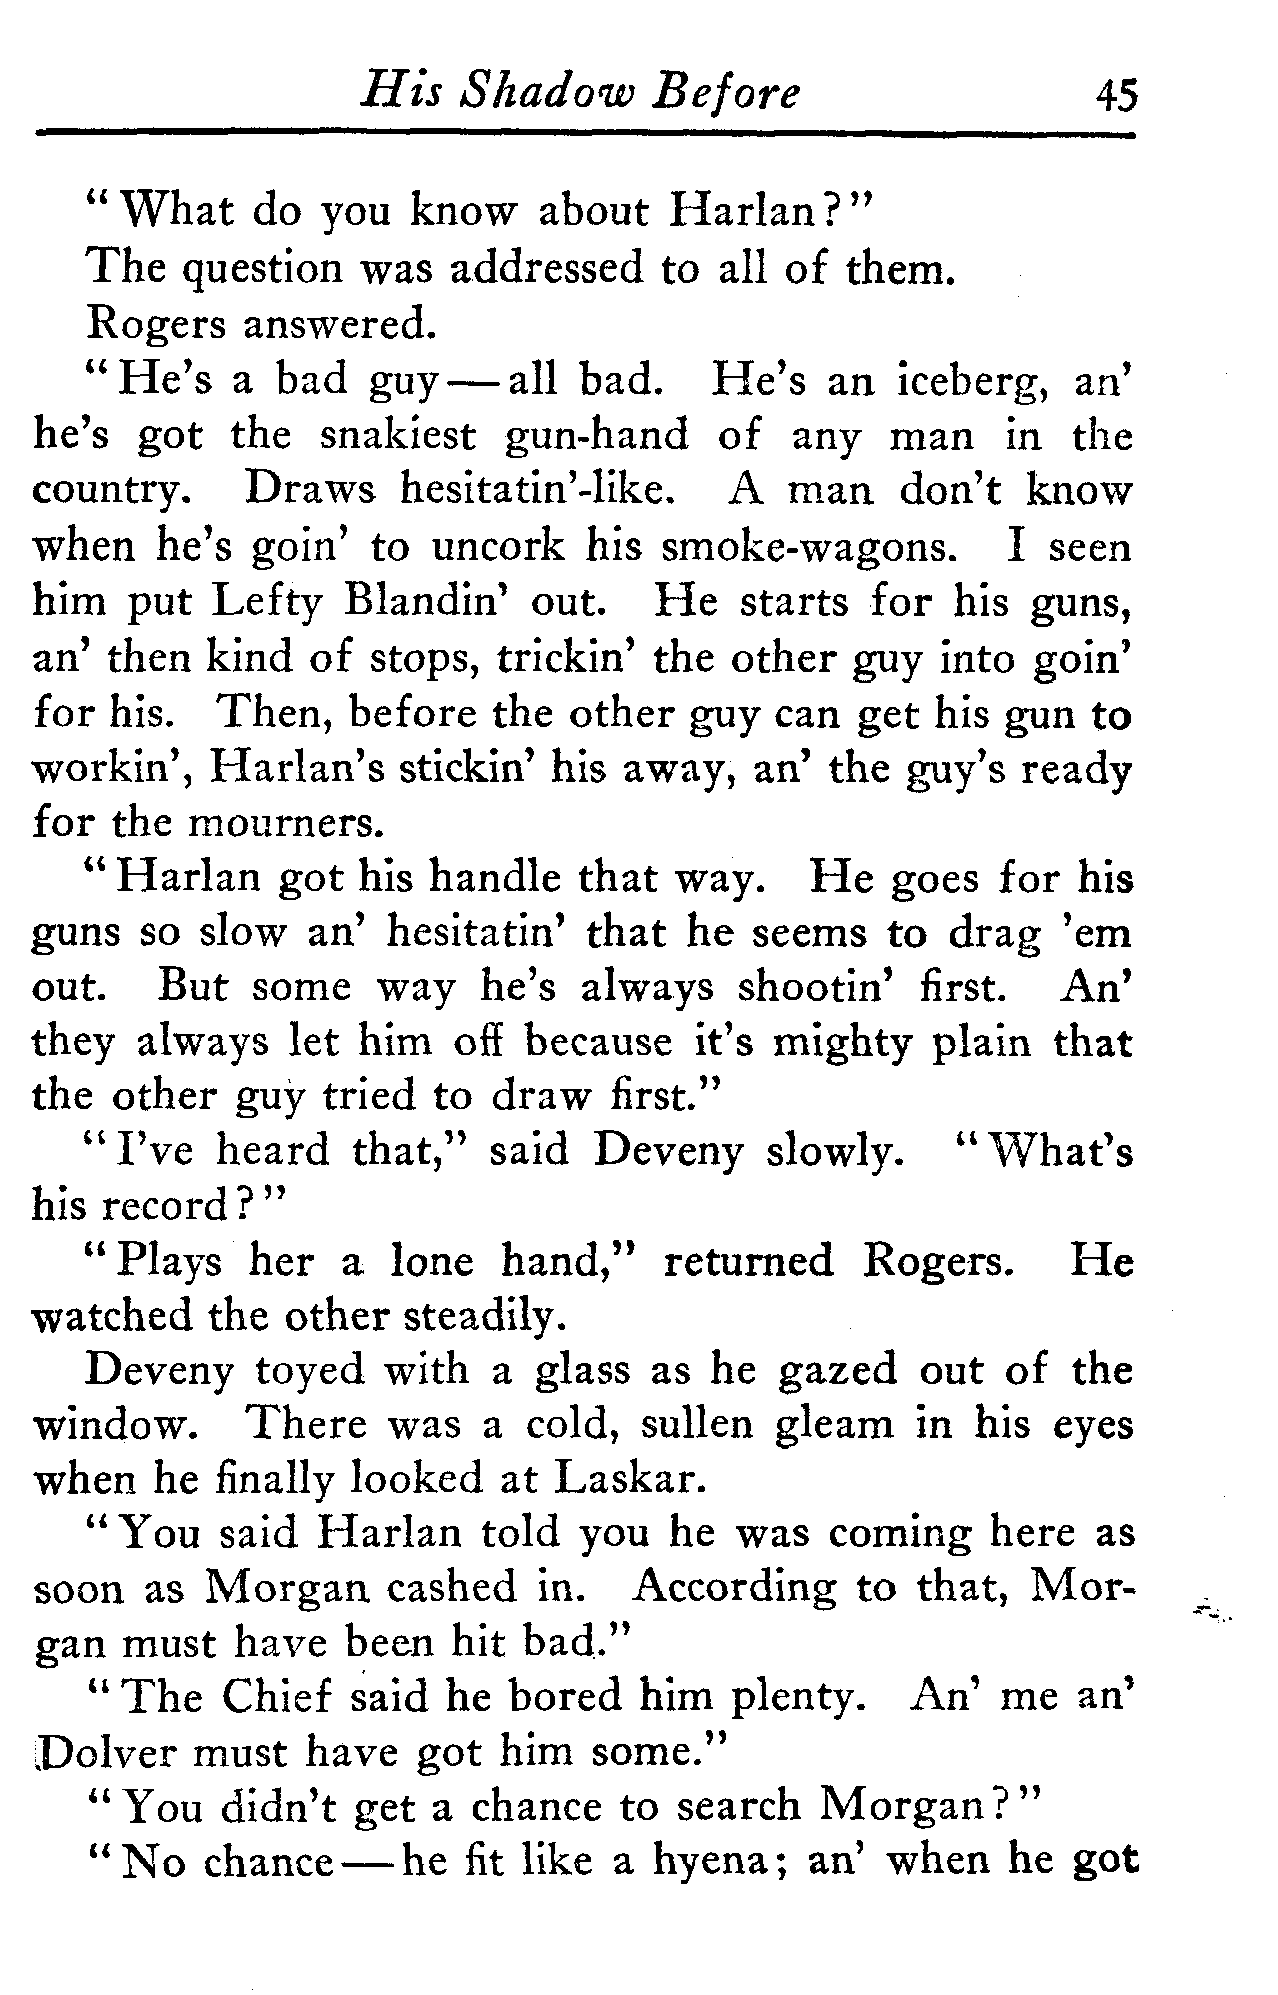 His Shadow Before 45
"What do you know about Harlan?"
The question was addressed to all of them.
Rogers answered.
"He's a bad guy—all bad. He's an iceberg, an'
he's got the snakiest gun-hand of any man in the
country. Draws hesitatin'-like. A man don't know
when he's goin' to uncork his smoke-wagons. I seen
him put Lefty Blandin' out. He starts for his guns,
an' then kind of stops, trickin' the other guy into goin'
for his. Then, before the other guy can get his gun to
workin', Harlan's stickin' his away, an' the guy's ready
for the mourners.
"Harlan got his handle that way. He goes for his
guns so slow an' hesitatin' that he seems to drag 'em
out. But some way he's always shootin' first. An'
they always let him off because it's mighty plain that
the other guy tried to draw first."
"I've heard that," said Deveny slowly. "What's
his record?"
"Plays her a lone hand," returned Rogers. He
watched the other steadily.
Deveny toyed with a glass as he gazed out of the
window. There was a cold, sullen gleam in his eyes
when he finally looked at Laskar.
"You said Harlan told you he was coming here as
soon as Morgan cashed in. According to that, Mor-
gan must have been hit bad."
"The Chief said he bored him plenty. An' me an'
Dolver must have got him some."
"You didn't get a chance to search Morgan?"
"No chance—he fit like a hyena; an' when he got